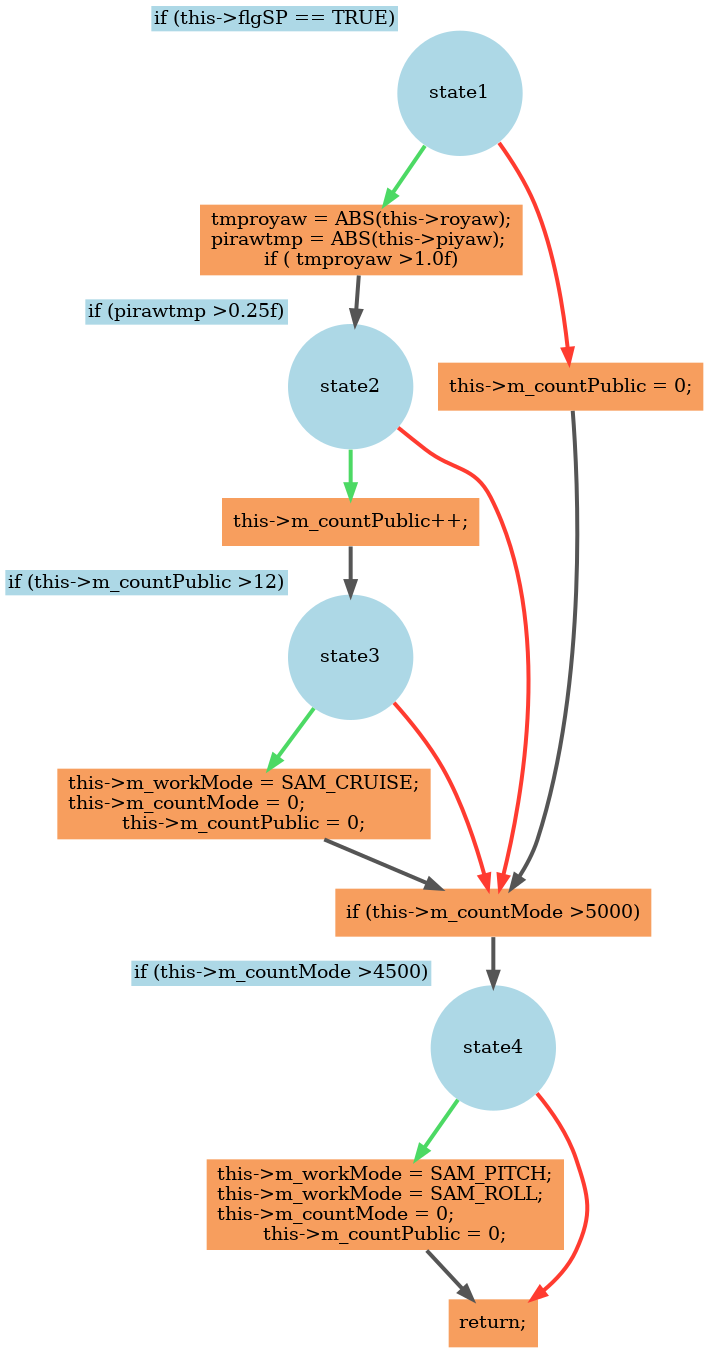 if (this->flgSP == TRUE)
state1
tmproyaw = ABS(this->royaw);
pirawtmp = ABS(this->piyaw);
if ( tmproyaw >1.0f)
if (pirawtmp >0.25f)
state2
this->m_countPublic = 0;
this->m_countPublic++;
if (this->m_countPublic >12)
state3
this->m_workMode = SAM_CRUISE;
this->m_countMode = 0;
this->m_countPublic = 0;
if (this->m_countMode >5000)
if (this->m_countMode >4500)
state4
this->m_workMode = SAM_PITCH;
this->m_workMode = SAM_ROLL;
this->m_countMode = 0;
this->m_countPublic = 0;
return;